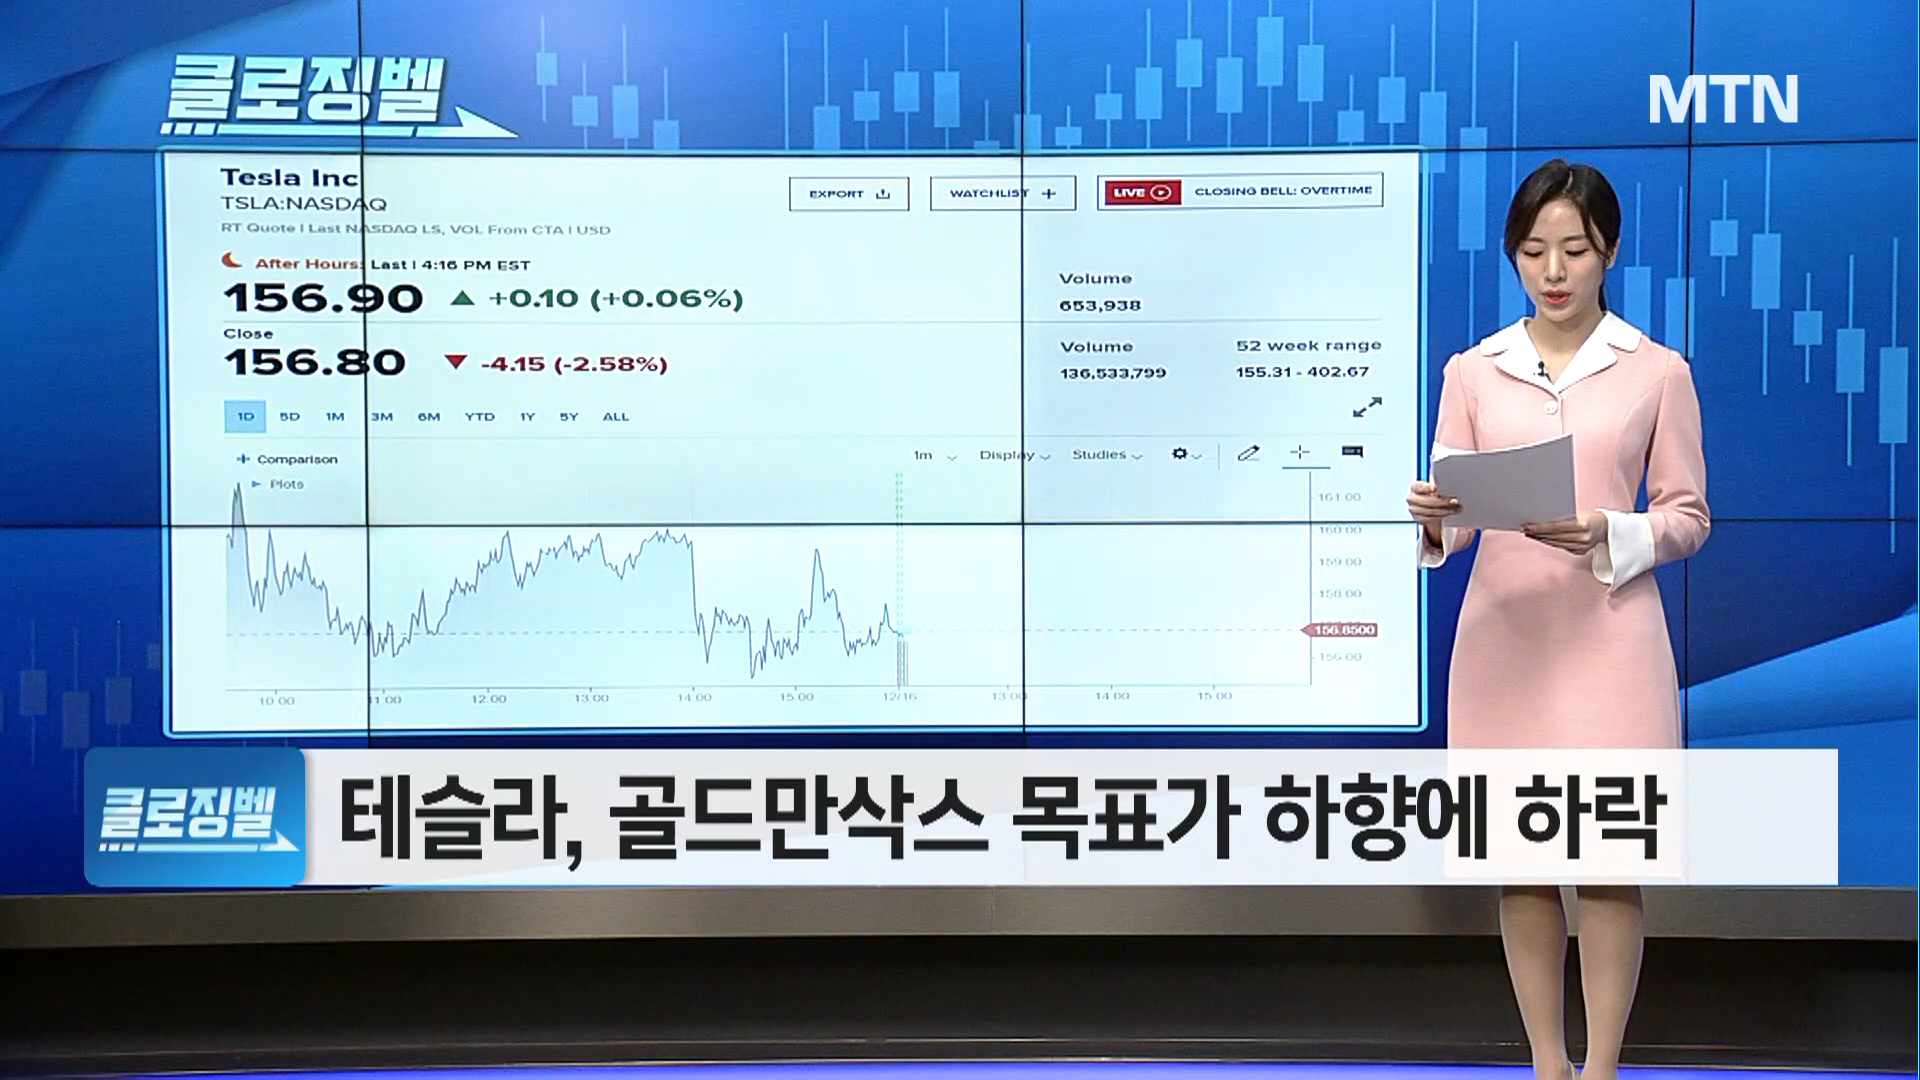 클로징벨
MTN
Tesla Inc
TSLA:NASDAQ
RT Quote | Last NASDAQ LS, VOL From CTA | USD
EXPORT
WATCHLIST +
LIVE
CLOSING BELL: OVERTIME
After Hours: Last | 4:16 PM EST
156.90 ▲ +0.10 (+0.06%)
Volume
653,938
Close
156.80 ▼ -4.15 (-2.58%)
Volume
136,533,799
52 week range
155.31 - 402.67
1D 5D 1M 3M 6M YTD 1Y 5Y ALL
+ Comparison
1m Display Studies
Plots
161.00
160.00
159.00
158.00
156.8500
156.00
10:00 11:00 12:00 13:00 14:00 15:00 12/16 13:00 14:00 15:00
클로징벨
테슬라, 골드만삭스 목표가 하향에 하락